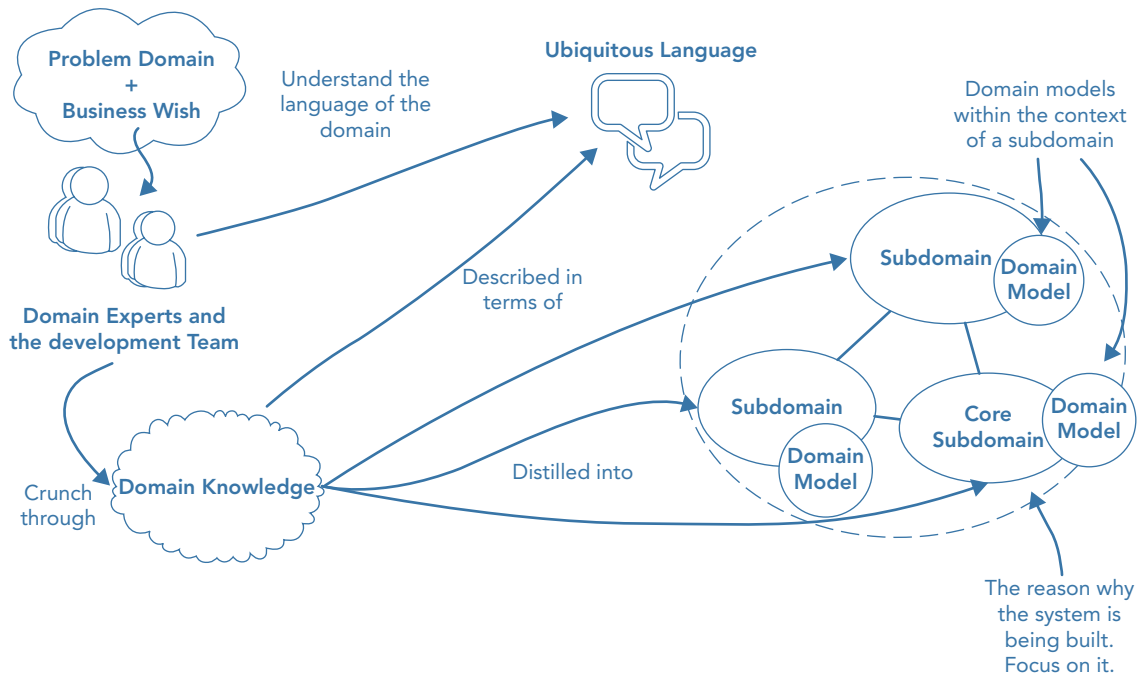 Problem Domain
+
Business Wish
Understand the
language of the
domain
Ubiquitous Language
Domain models
within the context
of a subdomain
Described in
terms of
Subdomain
Domain
Model
Domain Experts and
the development Team
Subdomain
Domain
Model
Core
Subdomain
Domain
Model
Crunch
through
Domain Knowledge
Distilled into
The reason why
the system is
being built.
Focus on it.